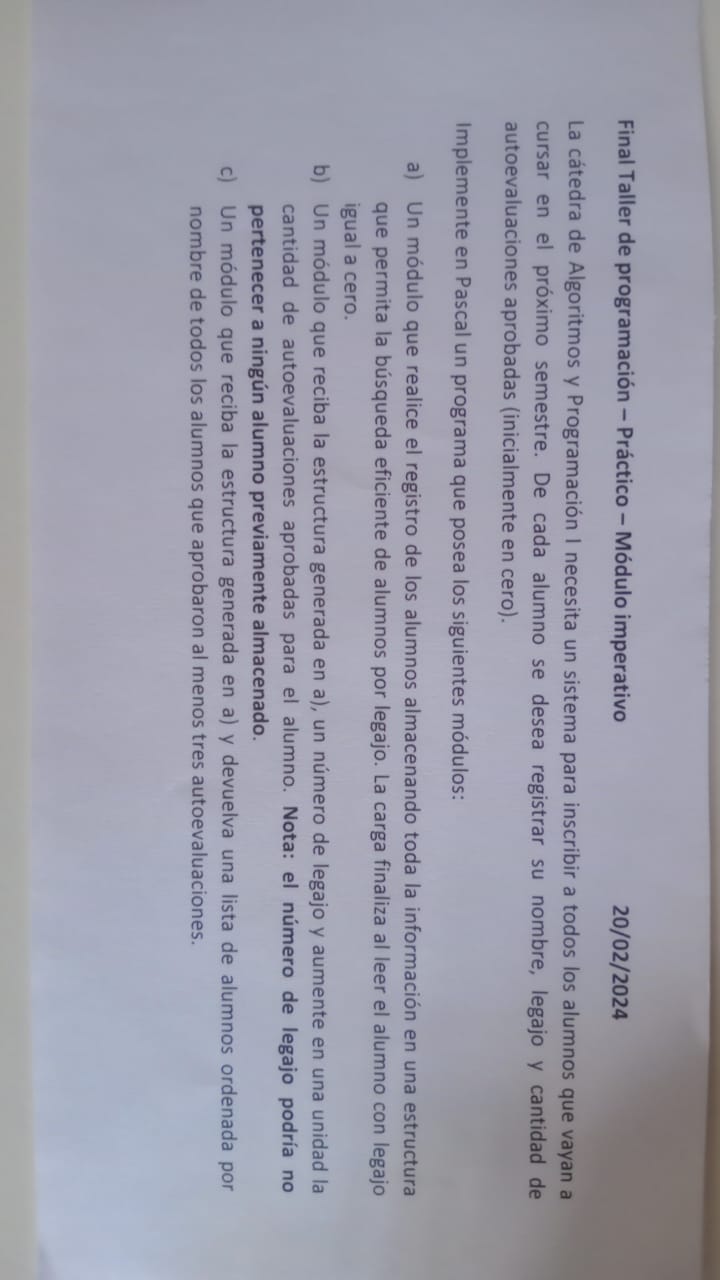 Final Taller de programación – Práctico – Módulo imperativo 20/02/2024
La cátedra de Algoritmos y Programación I necesita un sistema para inscribir a todos los alumnos que vayan a
cursar en el próximo semestre. De cada alumno se desea registrar su nombre, legajo y cantidad de
autoevaluaciones aprobadas (inicialmente en cero).
Implemente en Pascal un programa que posea los siguientes módulos:
a) Un módulo que realice el registro de los alumnos almacenando toda la información en una estructura
que permita la búsqueda eficiente de alumnos por legajo. La carga finaliza al leer el alumno con legajo
igual a cero.
b) Un módulo que reciba la estructura generada en a), un número de legajo y aumente en una unidad la
cantidad de autoevaluaciones aprobadas para el alumno. Nota: el número de legajo podría no
pertenecer a ningún alumno previamente almacenado.
c) Un módulo que reciba la estructura generada en a) y devuelva una lista de alumnos ordenada por
nombre de todos los alumnos que aprobaron al menos tres autoevaluaciones.